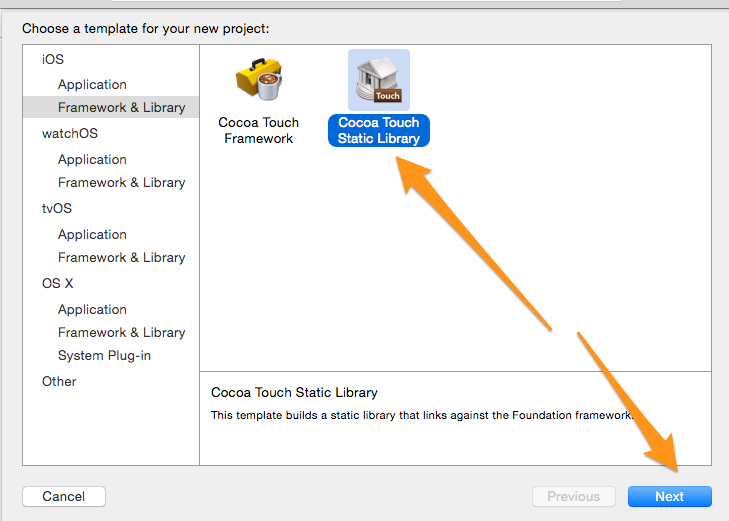 Choose a template for your new project:
iOS
Application
Framework & Library
watchOS
Application
Framework & Library
tvOS
Application
Framework & Library
OS X
Application
Framework & Library
System Plug-in
Other
Cocoa Touch
Framework
Touch
Cocoa Touch
Static Library
Cocoa Touch Static Library
This template builds a static library that links against the Foundation framework.
Cancel
Previous
Next